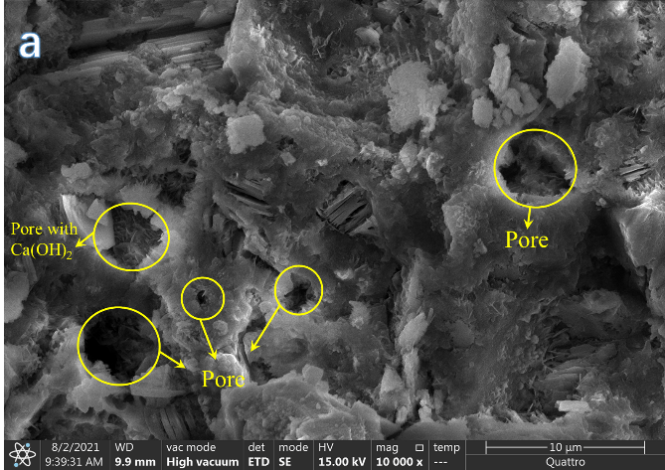 a
Pore with
Ca(OH)₂
Pore
Pore
8/2/2021 WD vac mode det mode HV mag □ temp 10 µm
9:39:31 AM 9.9 mm High vacuum ETD SE 15.00 kV 10 000 x --- Quattro